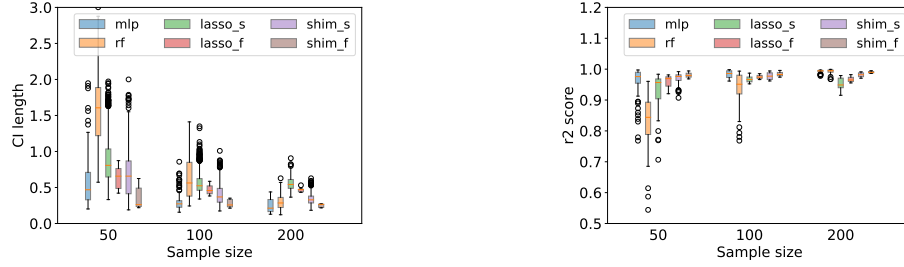 3.0
2.5
2.0
1.5
1.0
0.5
0.0
CI length
mlp
rf
lasso_s
lasso_f
shim_s
shim_f
50
100
200
Sample size
1.2
1.1
1.0
0.9
0.8
0.7
0.6
0.5
r2 score
mlp
rf
lasso_s
lasso_f
shim_s
shim_f
50
100
200
Sample size